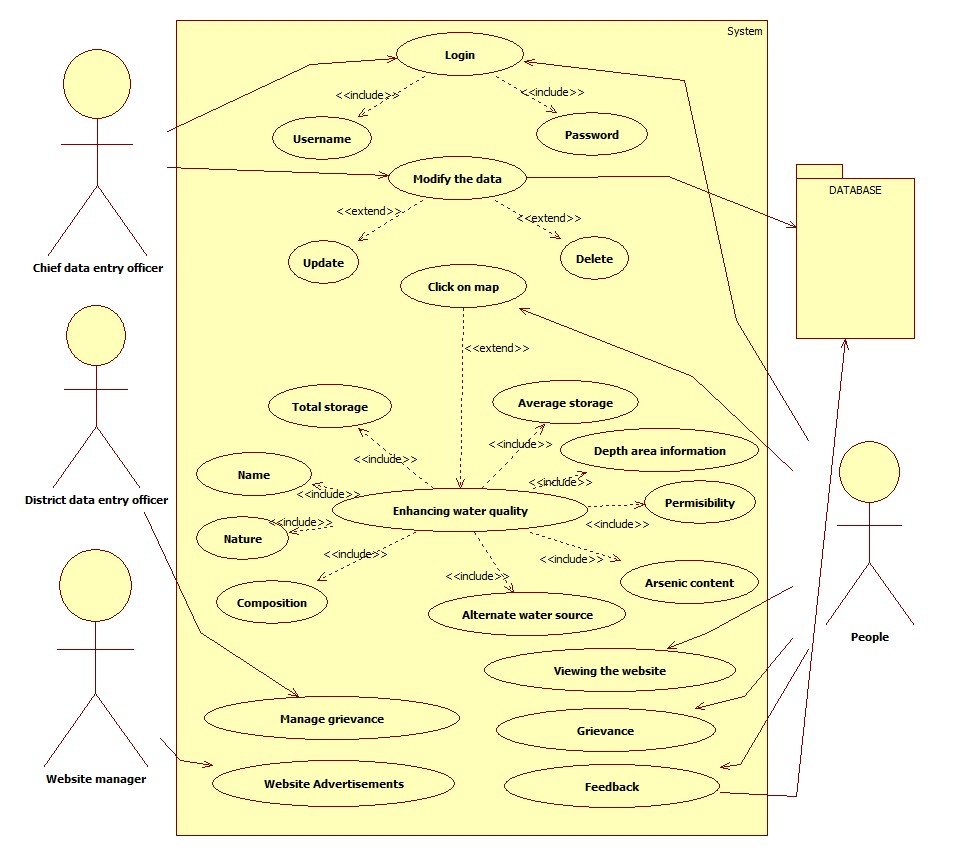 System
Login
<<include>>
<<include>>
Username
Password
Modify the data
DATABASE
<<extend>>
<<extend>>
Chief data entry officer
Update
Delete
Click on map
<<extend>>
Total storage
Average storage
<<include>>
Depth area information
<<include>>
Name
<<include>>
<<include>>
District data entry officer
Permisibility
Enhancing water quality
<<include>>
<<include>>
Nature
<<include>>
<<include>>
<<include>>
Arsenic content
Composition
Alternate water source
People
Viewing the website
Manage grievance
Grievance
Website manager
Website Advertisements
Feedback